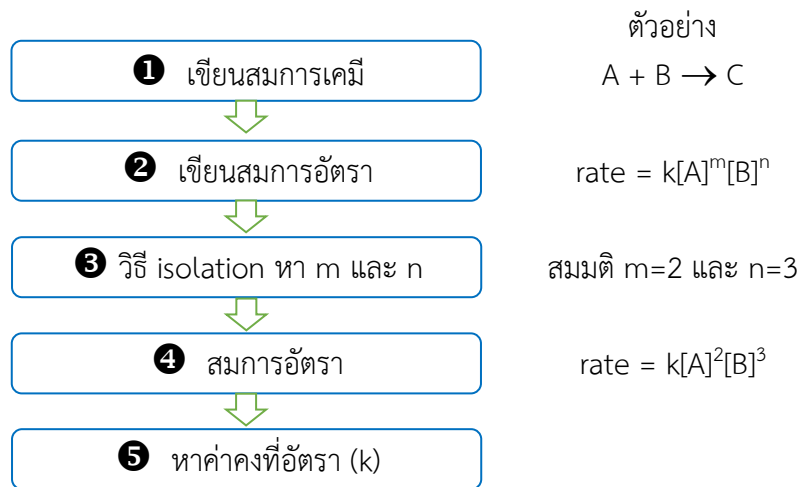 ตัวอย่าง
❶ เขียนสมการเคมี
A + B → C
❷ เขียนสมการอัตรา
rate = k[A]ᵐ[B]ⁿ
❸ วิธี isolation หา m และ n
สมมติ m=2 และ n=3
❹ สมการอัตรา
rate = k[A]²[B]³
❺ หาค่าคงที่อัตรา (k)